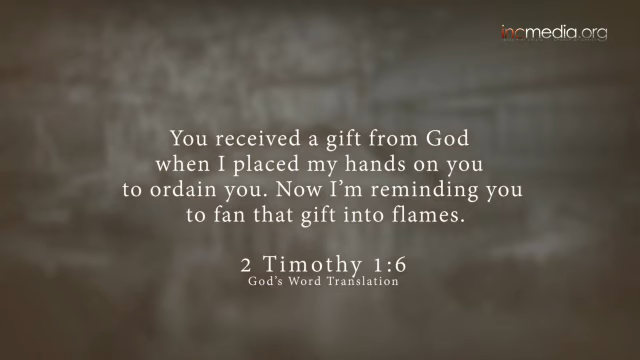 incmedia.org
You received a gift from God
when I placed my hands on you
to ordain you. Now I'm reminding you
to fan that gift into flames.
2 Timothy 1:6
God's Word Translation